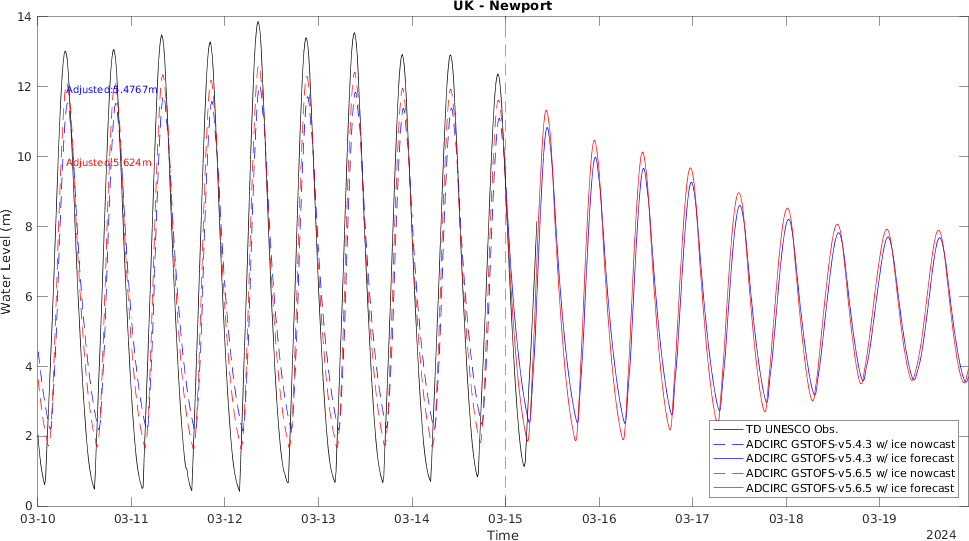 UK - Newport
14
12
10
8
6
4
2
0
Water Level (m)
Adjusted:5.4767m
Adjusted:5.624m
TD UNESCO Obs.
ADCIRC GSTOFS-v5.4.3 w/ ice nowcast
ADCIRC GSTOFS-v5.4.3 w/ ice forecast
ADCIRC GSTOFS-v5.6.5 w/ ice nowcast
ADCIRC GSTOFS-v5.6.5 w/ ice forecast
03-10 03-11 03-12 03-13 03-14 03-15 03-16 03-17 03-18 03-19
Time
2024